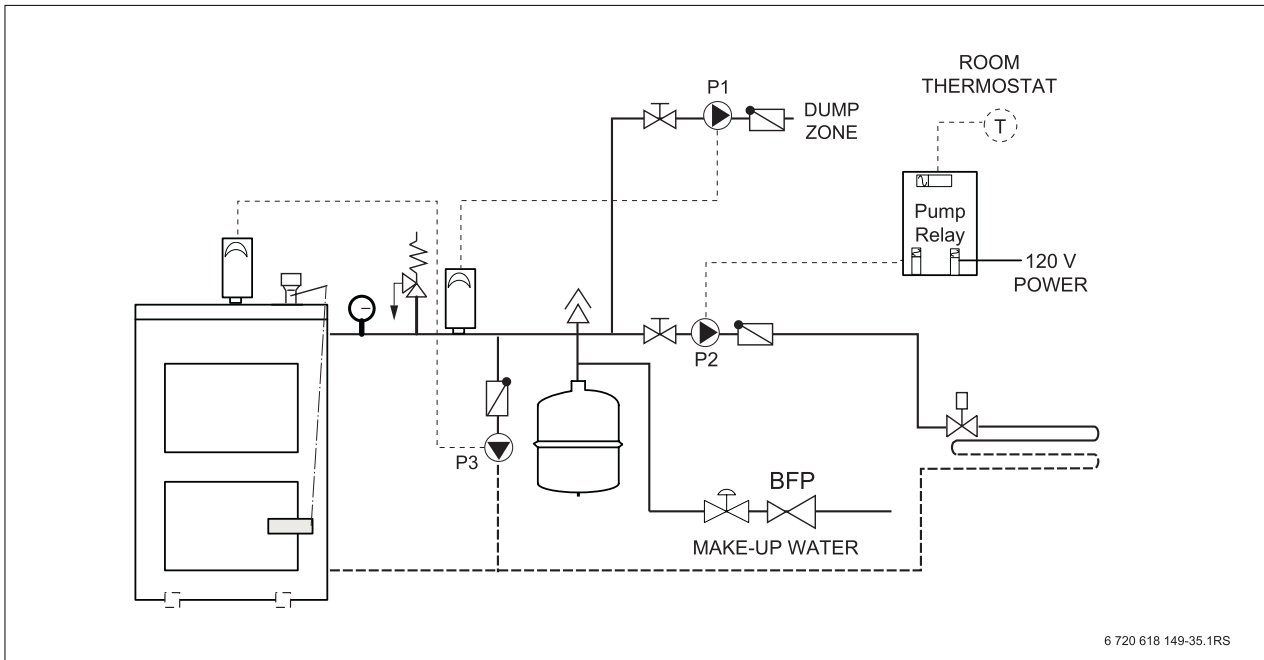 ROOM
THERMOSTAT
T
P1
DUMP
ZONE
Pump
Relay
120 V
POWER
P2
P3
BFP
MAKE-UP WATER
6 720 618 149-35.1RS